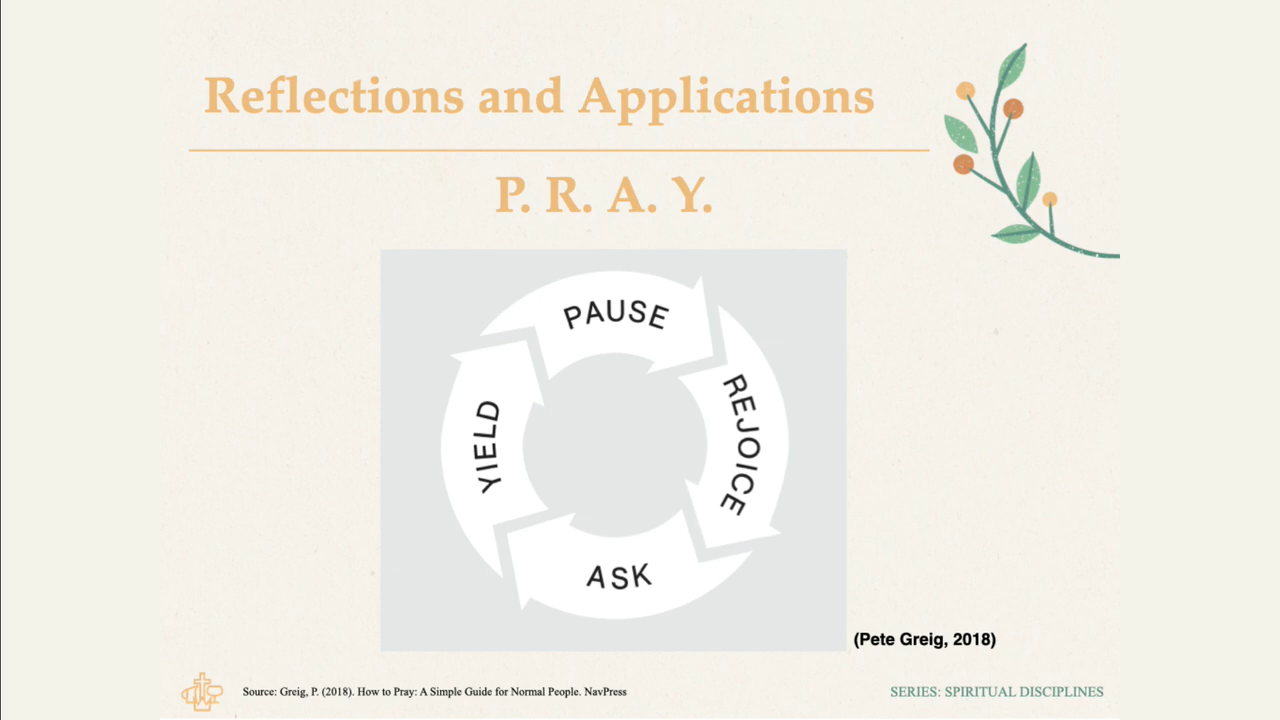 Reflections and Applications
P. R. A. Y.
PAUSE
REJOICE
ASK
YIELD
(Pete Greig, 2018)
Source: Greig, P. (2018). How to Pray: A Simple Guide for Normal People. NavPress
SERIES: SPIRITUAL DISCIPLINES